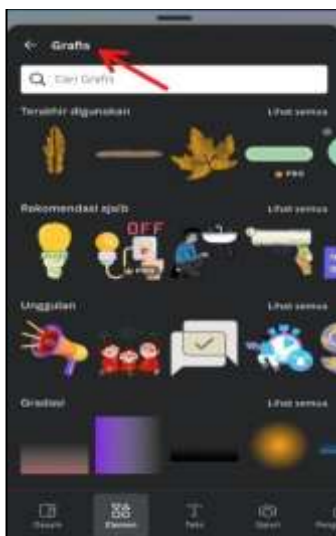 Grafis
Cari Grafis
Terakhir digunakan Lihat semua
PRO
Rekomendasi ajaib Lihat semua
OFF
PRO
Unggulan Lihat semua
Gradasi Lihat semua
Desain Elemen Teks